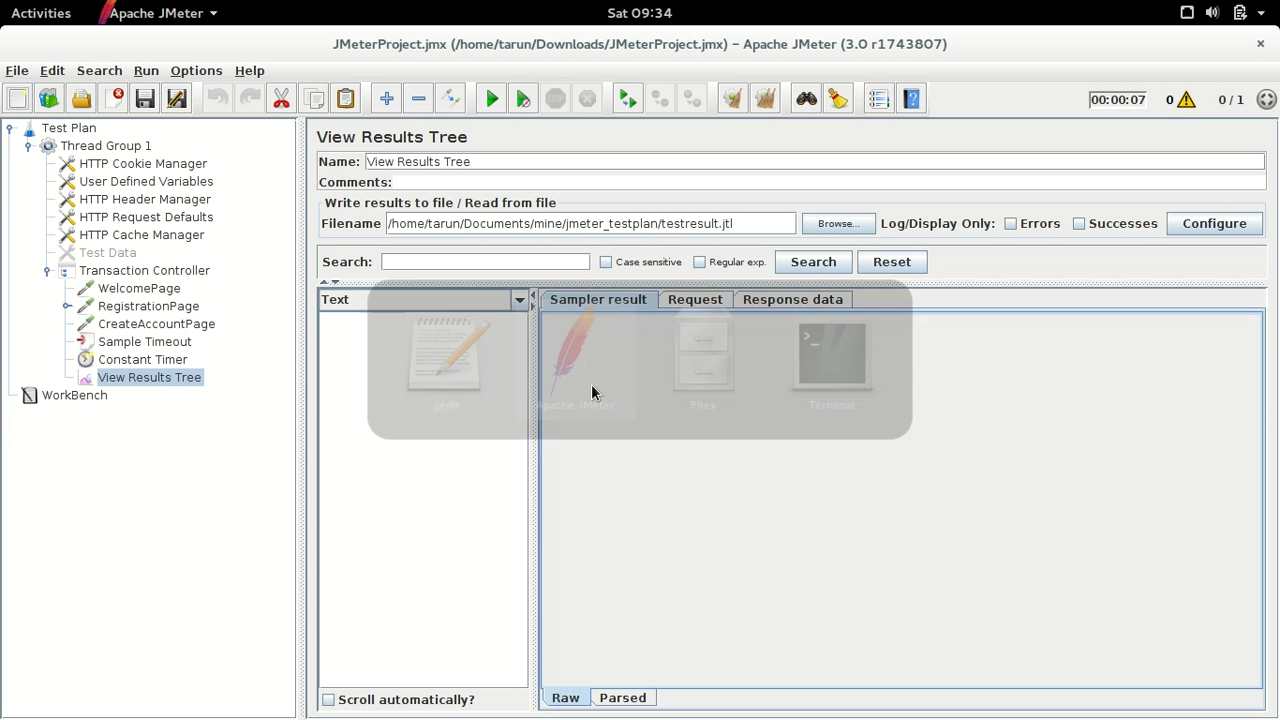 Activities Apache JMeter Sat 09:34
JMeterProject.jmx (/home/tarun/Downloads/JMeterProject.jmx) – Apache JMeter (3.0 r1743807) ×
File Edit Search Run Options Help
00:00:07 0 0 / 1
Test Plan
Thread Group 1
HTTP Cookie Manager
User Defined Variables
HTTP Header Manager
HTTP Request Defaults
HTTP Cache Manager
Test Data
Transaction Controller
WelcomePage
RegistrationPage
CreateAccountPage
Sample Timeout
Constant Timer
View Results Tree
WorkBench
View Results Tree
Name: View Results Tree
Comments:
Write results to file / Read from file
Filename /home/tarun/Documents/mine/jmeter_testplan/testresult.jtl Browse... Log/Display Only: Errors Successes Configure
Search: Case sensitive Regular exp. Search Reset
Text Sampler result Request Response data
gedit Apache JMeter Files Terminal
Scroll automatically? Raw Parsed